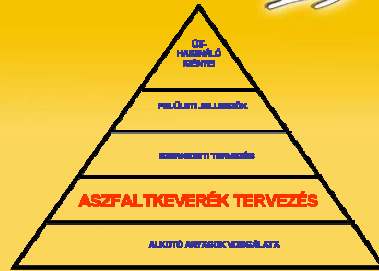 ÚT-
HASZNÁLÓ
IGÉNYEI
FELÜLETI JELLEMZŐK
SZERKEZETI TERVEZÉS
ASZFALTKEVERÉK TERVEZÉS
ALKOTÓ ANYAGOK VIZSGÁLATA